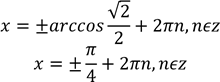 x = ±arccos √2/2 + 2πn, nϵz
x = ± π/4 + 2πn, nϵz